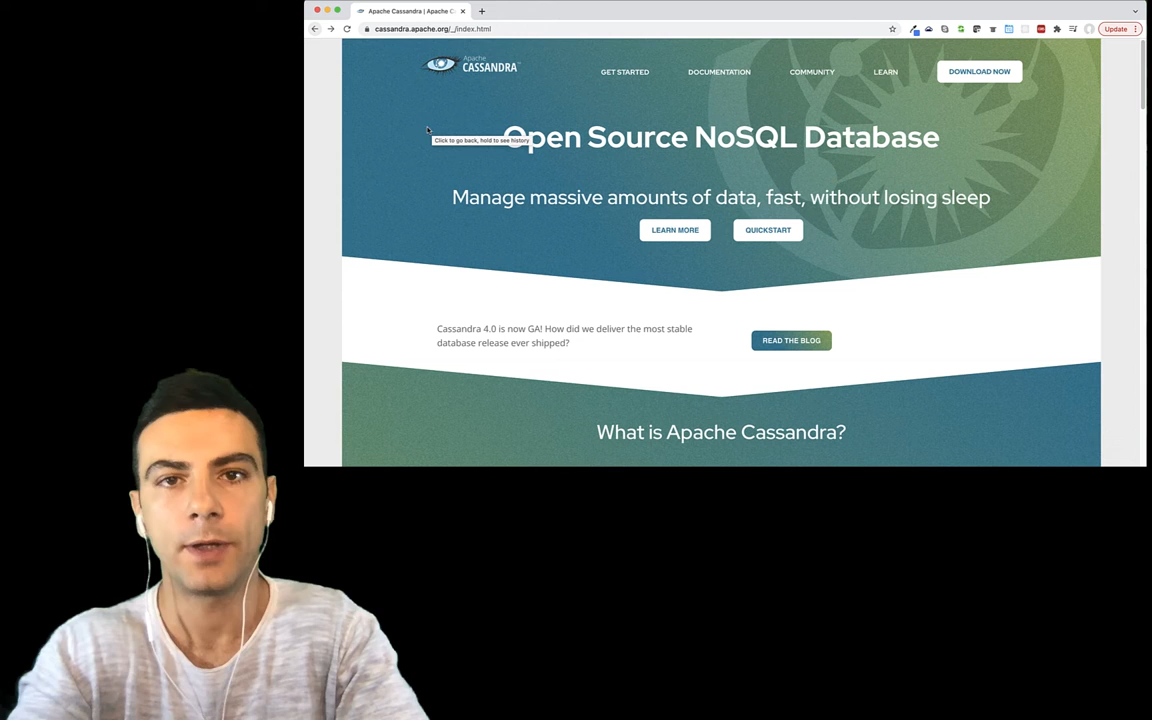 Apache Cassandra | Apache C
cassandra.apache.org/_/index.html
Update
Apache
CASSANDRA
GET STARTED
DOCUMENTATION
COMMUNITY
LEARN
DOWNLOAD NOW
Open Source NoSQL Database
Click to go back, hold to see history
Manage massive amounts of data, fast, without losing sleep
LEARN MORE
QUICKSTART
Cassandra 4.0 is now GA! How did we deliver the most stable
database release ever shipped?
READ THE BLOG
What is Apache Cassandra?